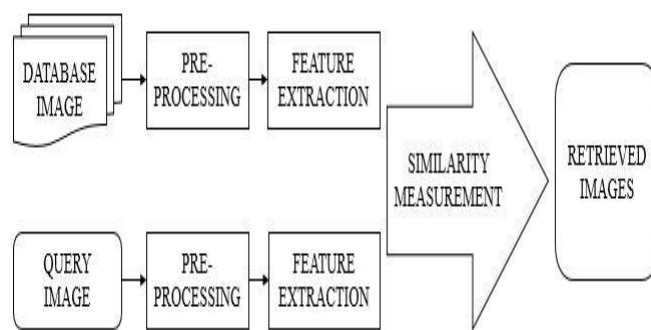 DATABASE
IMAGE
PRE-
PROCESSING
FEATURE
EXTRACTION
SIMILARITY
MEASUREMENT
RETRIEVED
IMAGES
QUERY
IMAGE
PRE-
PROCESSING
FEATURE
EXTRACTION